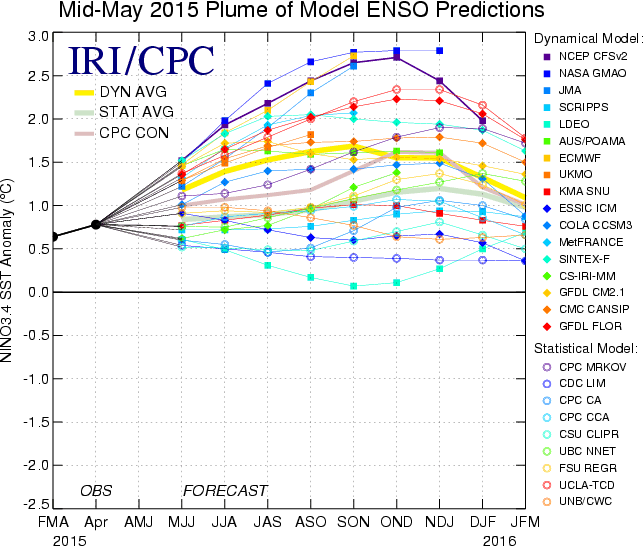 Mid-May 2015 Plume of Model ENSO Predictions
IRI/CPC
DYN AVG
STAT AVG
CPC CON
NINO3.4 SST Anomaly (°C)
3.0
2.5
2.0
1.5
1.0
0.5
0.0
-0.5
-1.0
-1.5
-2.0
-2.5
OBS FORECAST
FMA Apr AMJ MJJ JJA JAS ASO SON OND NDJ DJF JFM
2015 2016
Dynamical Model:
NCEP CFSv2
NASA GMAO
JMA
SCRIPPS
LDEO
AUS/POAMA
ECMWF
UKMO
KMA SNU
ESSIC ICM
COLA CCSM3
MetFRANCE
SINTEX-F
CS-IRI-MM
GFDL CM2.1
CMC CANSIP
GFDL FLOR
Statistical Model:
CPC MRKOV
CDC LIM
CPC CA
CPC CCA
CSU CLIPR
UBC NNET
FSU REGR
UCLA-TCD
UNB/CWC